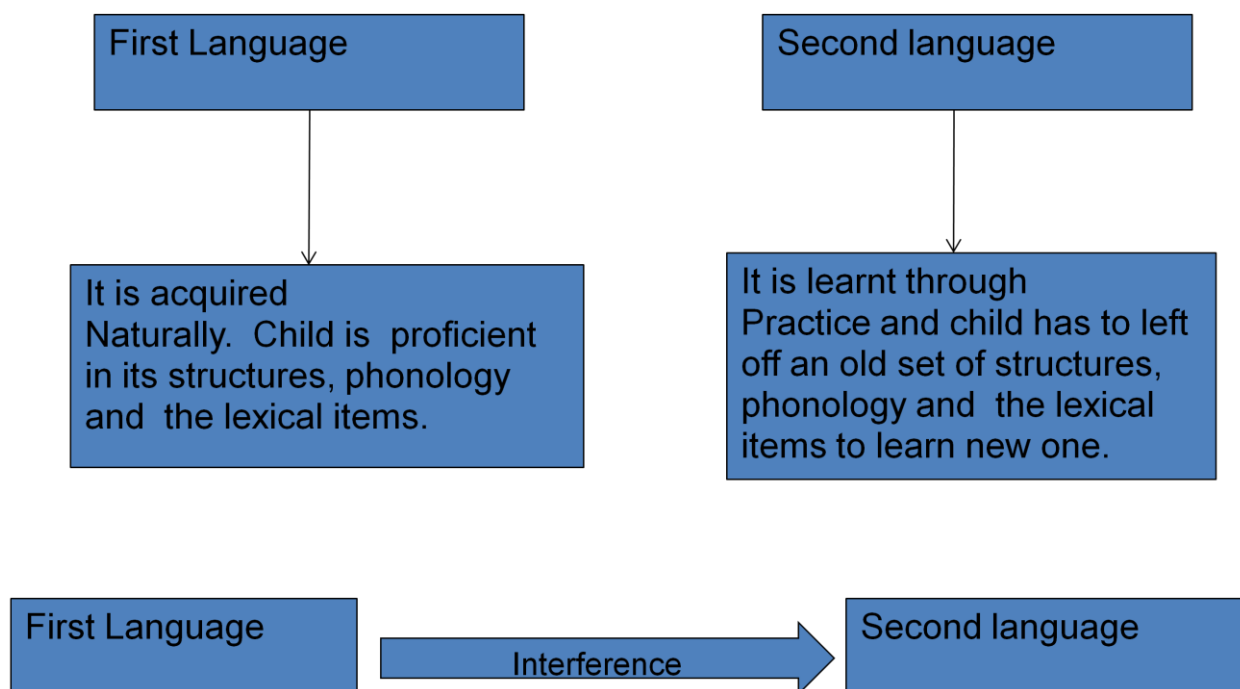 First Language
Second language
It is acquired
Naturally. Child is proficient
in its structures, phonology
and the lexical items.
It is learnt through
Practice and child has to left
off an old set of structures,
phonology and the lexical
items to learn new one.
First Language
Interference
Second language